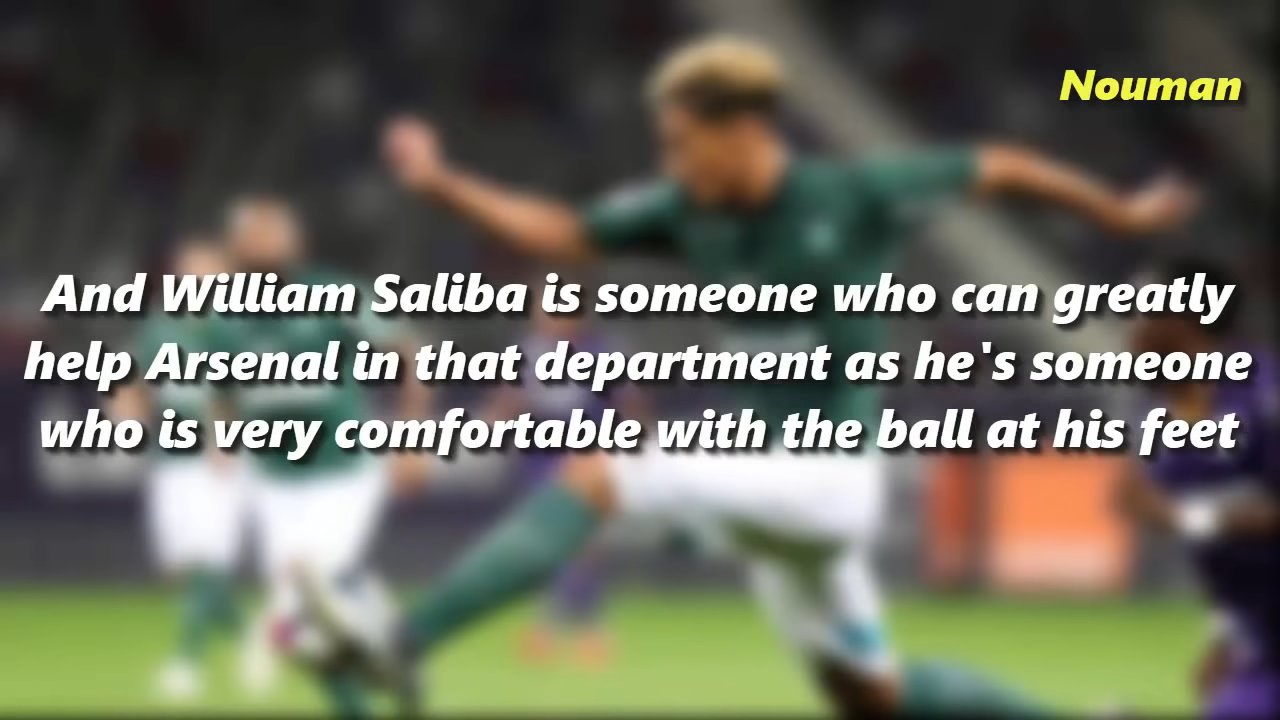 Nouman
And William Saliba is someone who can greatly
help Arsenal in that department as he's someone
who is very comfortable with the ball at his feet